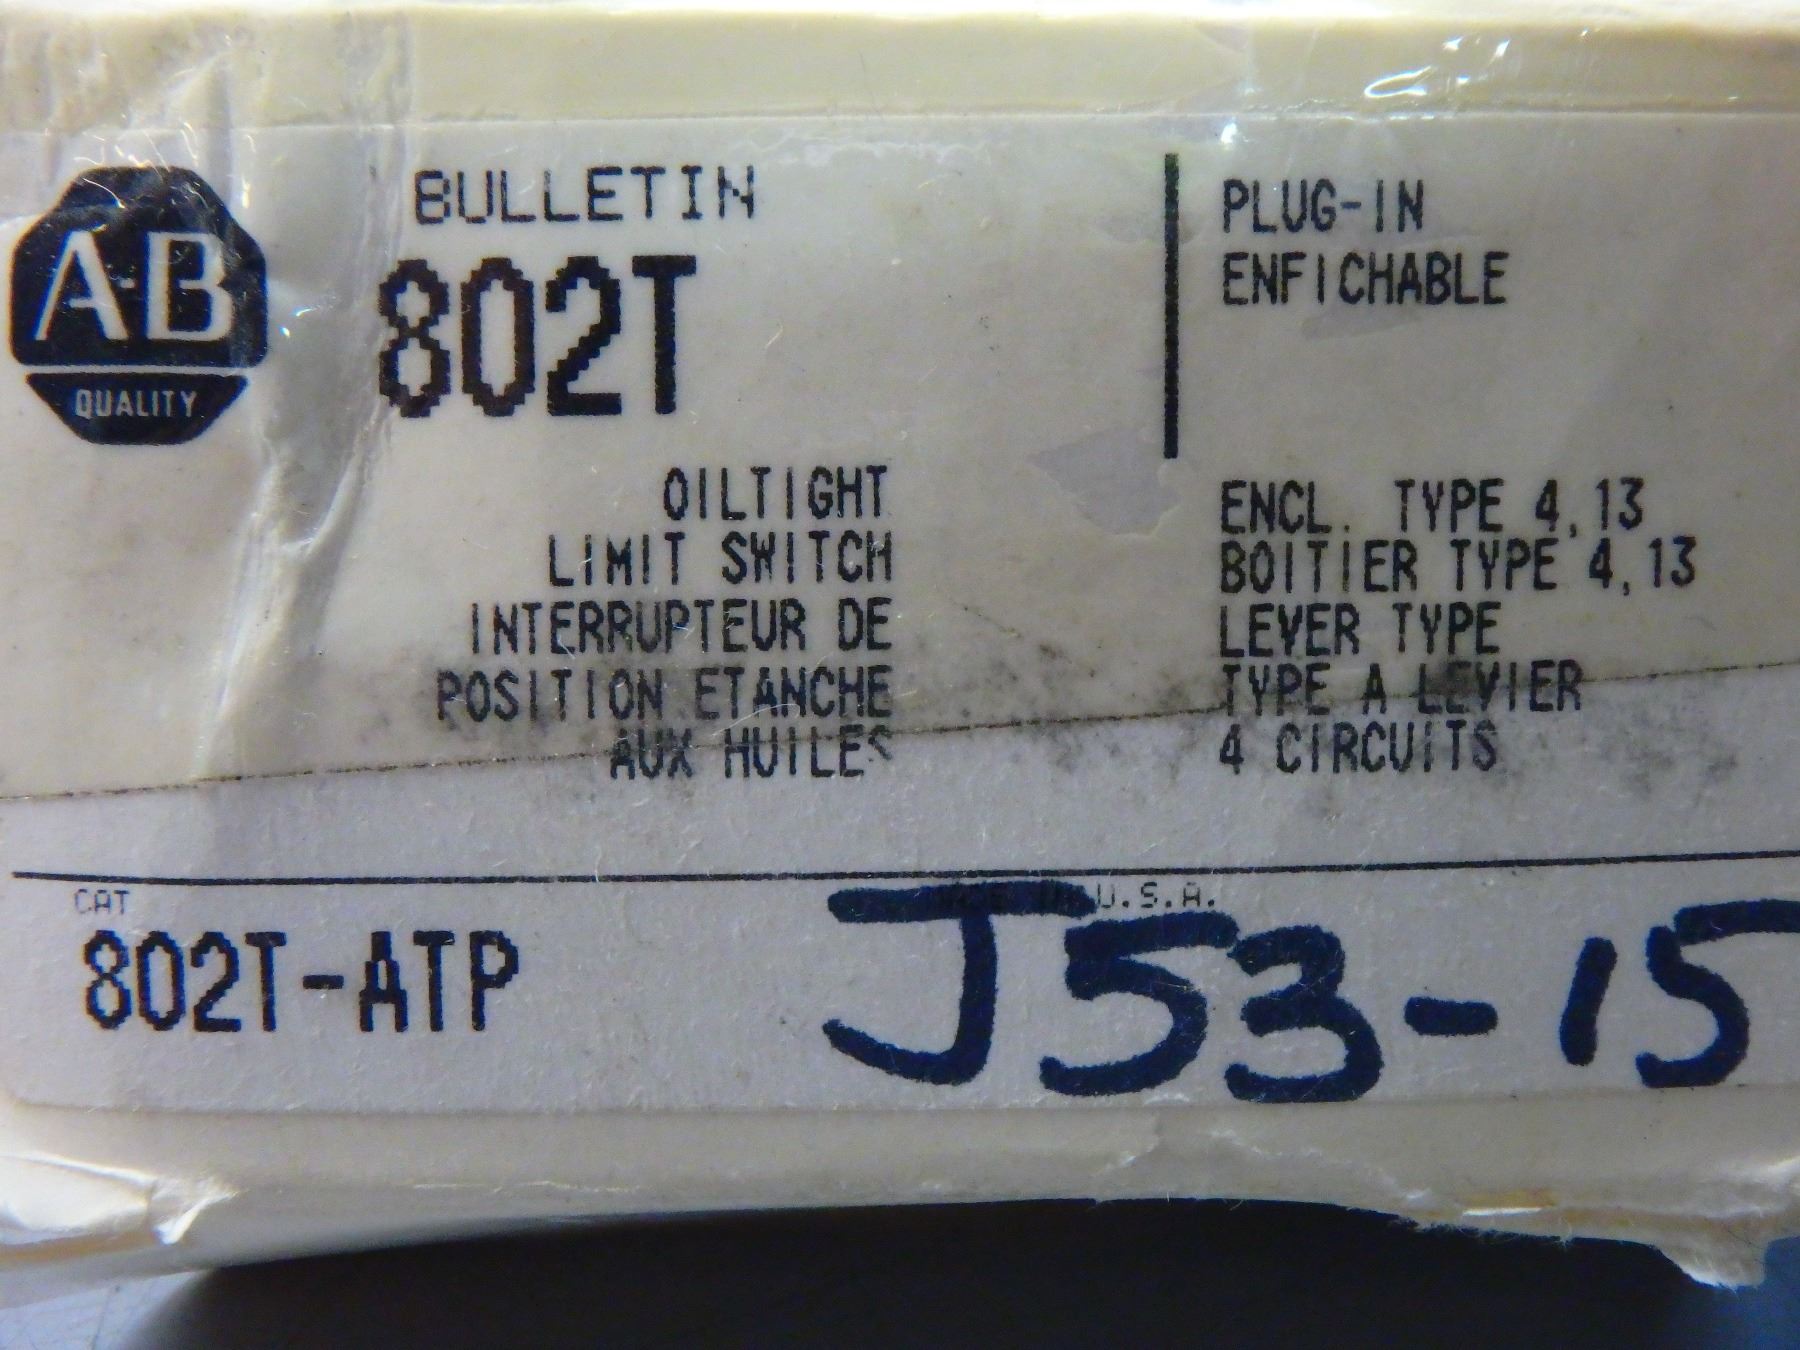 A-B
QUALITY
BULLETIN
802T
OILTIGHT
LIMIT SWITCH
INTERRUPTEUR DE
POSITION ETANCHE
AUX HUILES
PLUG-IN
ENFICHABLE
ENCL. TYPE 4,13
BOITIER TYPE 4,13
LEVER TYPE
TYPE A LEVIER
4 CIRCUITS
CAT
802T-ATP
U.S.A.
J53-15